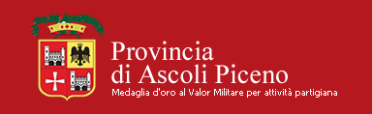 Provincia
di Ascoli Piceno
Medaglia d'oro al Valor Militare per attività partigiana